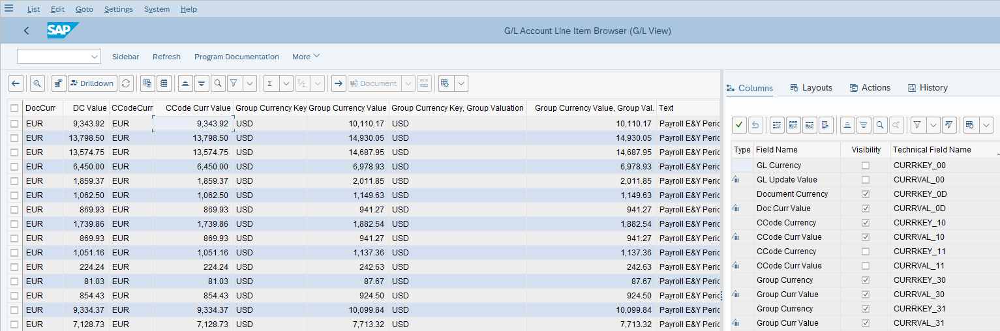 List Edit Goto Settings System Help
SAP G/L Account Line Item Browser (G/L View)
Sidebar Refresh Program Documentation More
Drilldown Σ Document
Columns Layouts Actions History
DocCurr DC Value CCodeCurr CCode Curr Value Group Currency Key Group Currency Value Group Currency Key, Group Valuation Group Currency Value, Group Val. Text
EUR 9,343.92 EUR 9,343.92 USD 10,110.17 USD 10,110.17 Payroll E&Y Peric
EUR 13,798.50 EUR 13,798.50 USD 14,930.05 USD 14,930.05 Payroll E&Y Peric
EUR 13,574.75 EUR 13,574.75 USD 14,687.95 USD 14,687.95 Payroll E&Y Peric
EUR 6,450.00 EUR 6,450.00 USD 6,978.93 USD 6,978.93 Payroll E&Y Peric
EUR 1,859.37 EUR 1,859.37 USD 2,011.85 USD 2,011.85 Payroll E&Y Peric
EUR 1,062.50 EUR 1,062.50 USD 1,149.63 USD 1,149.63 Payroll E&Y Peric
EUR 869.93 EUR 869.93 USD 941.27 USD 941.27 Payroll E&Y Peric
EUR 1,739.86 EUR 1,739.86 USD 1,882.54 USD 1,882.54 Payroll E&Y Peric
EUR 869.93 EUR 869.93 USD 941.27 USD 941.27 Payroll E&Y Peric
EUR 1,051.16 EUR 1,051.16 USD 1,137.36 USD 1,137.36 Payroll E&Y Peric
EUR 224.24 EUR 224.24 USD 242.63 USD 242.63 Payroll E&Y Peric
EUR 81.03 EUR 81.03 USD 87.67 USD 87.67 Payroll E&Y Peric
EUR 854.43 EUR 854.43 USD 924.50 USD 924.50 Payroll E&Y Peric
EUR 9,334.37 EUR 9,334.37 USD 10,099.84 USD 10,099.84 Payroll E&Y Peric
EUR 7,128.73 EUR 7,128.73 USD 7,713.32 USD 7,713.32 Payroll E&Y Peric
Type Field Name Visibility Technical Field Name
GL Currency CURRKEY_00
GL Update Value CURRVAL_00
Document Currency CURRKEY_0D
Doc Curr Value CURRVAL_0D
CCode Currency CURRKEY_10
CCode Curr Value CURRVAL_10
CCode Currency CURRKEY_11
CCode Curr Value CURRVAL_11
Group Currency CURRKEY_30
Group Curr Value CURRVAL_30
Group Currency CURRKEY_31
Group Curr Value CURRVAL_31